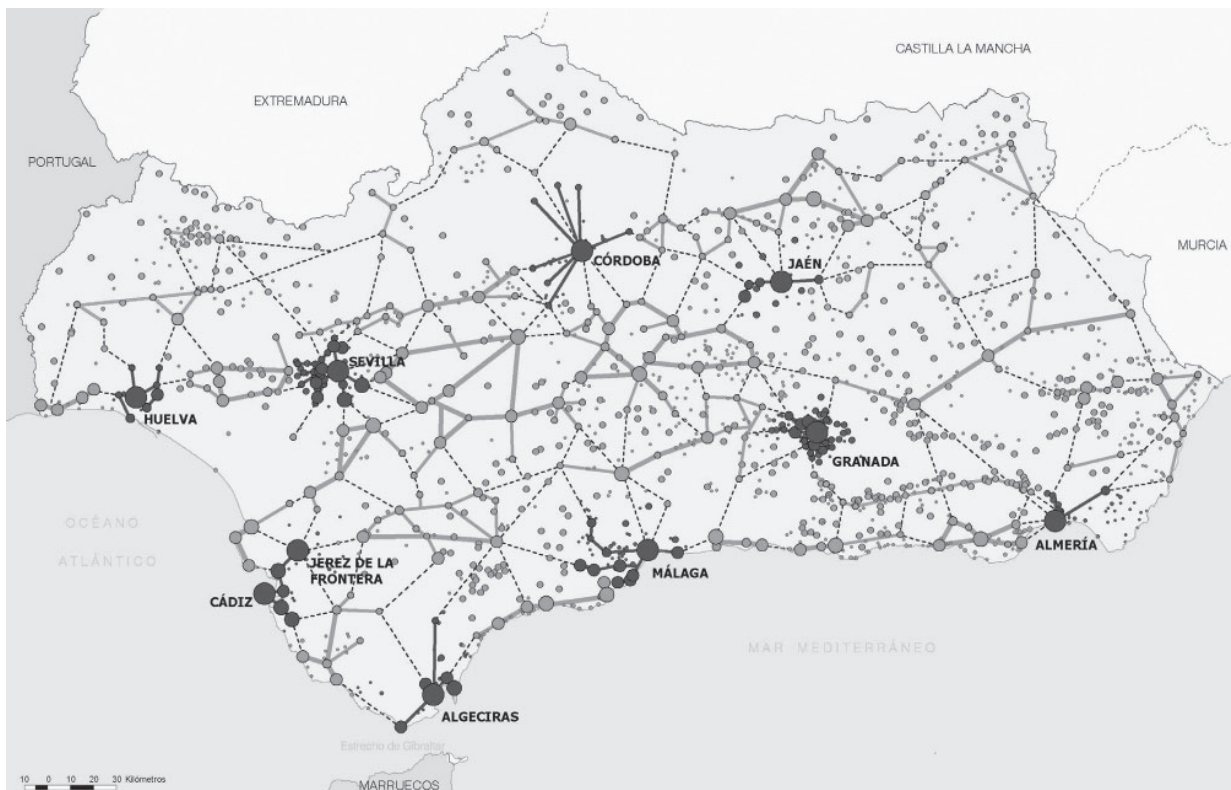 CASTILLA LA MANCHA
EXTREMADURA
PORTUGAL
MURCIA
CÓRDOBA
JAÉN
SEVILLA
HUELVA
GRANADA
OCÉANO
ATLÁNTICO
ALMERÍA
JEREZ DE LA
FRONTERA
MÁLAGA
CÁDIZ
MAR MEDITERRÁNEO
ALGECIRAS
Estrecho de Gibraltar
10 0 10 20 30 Kilómetros
MARRUECOS